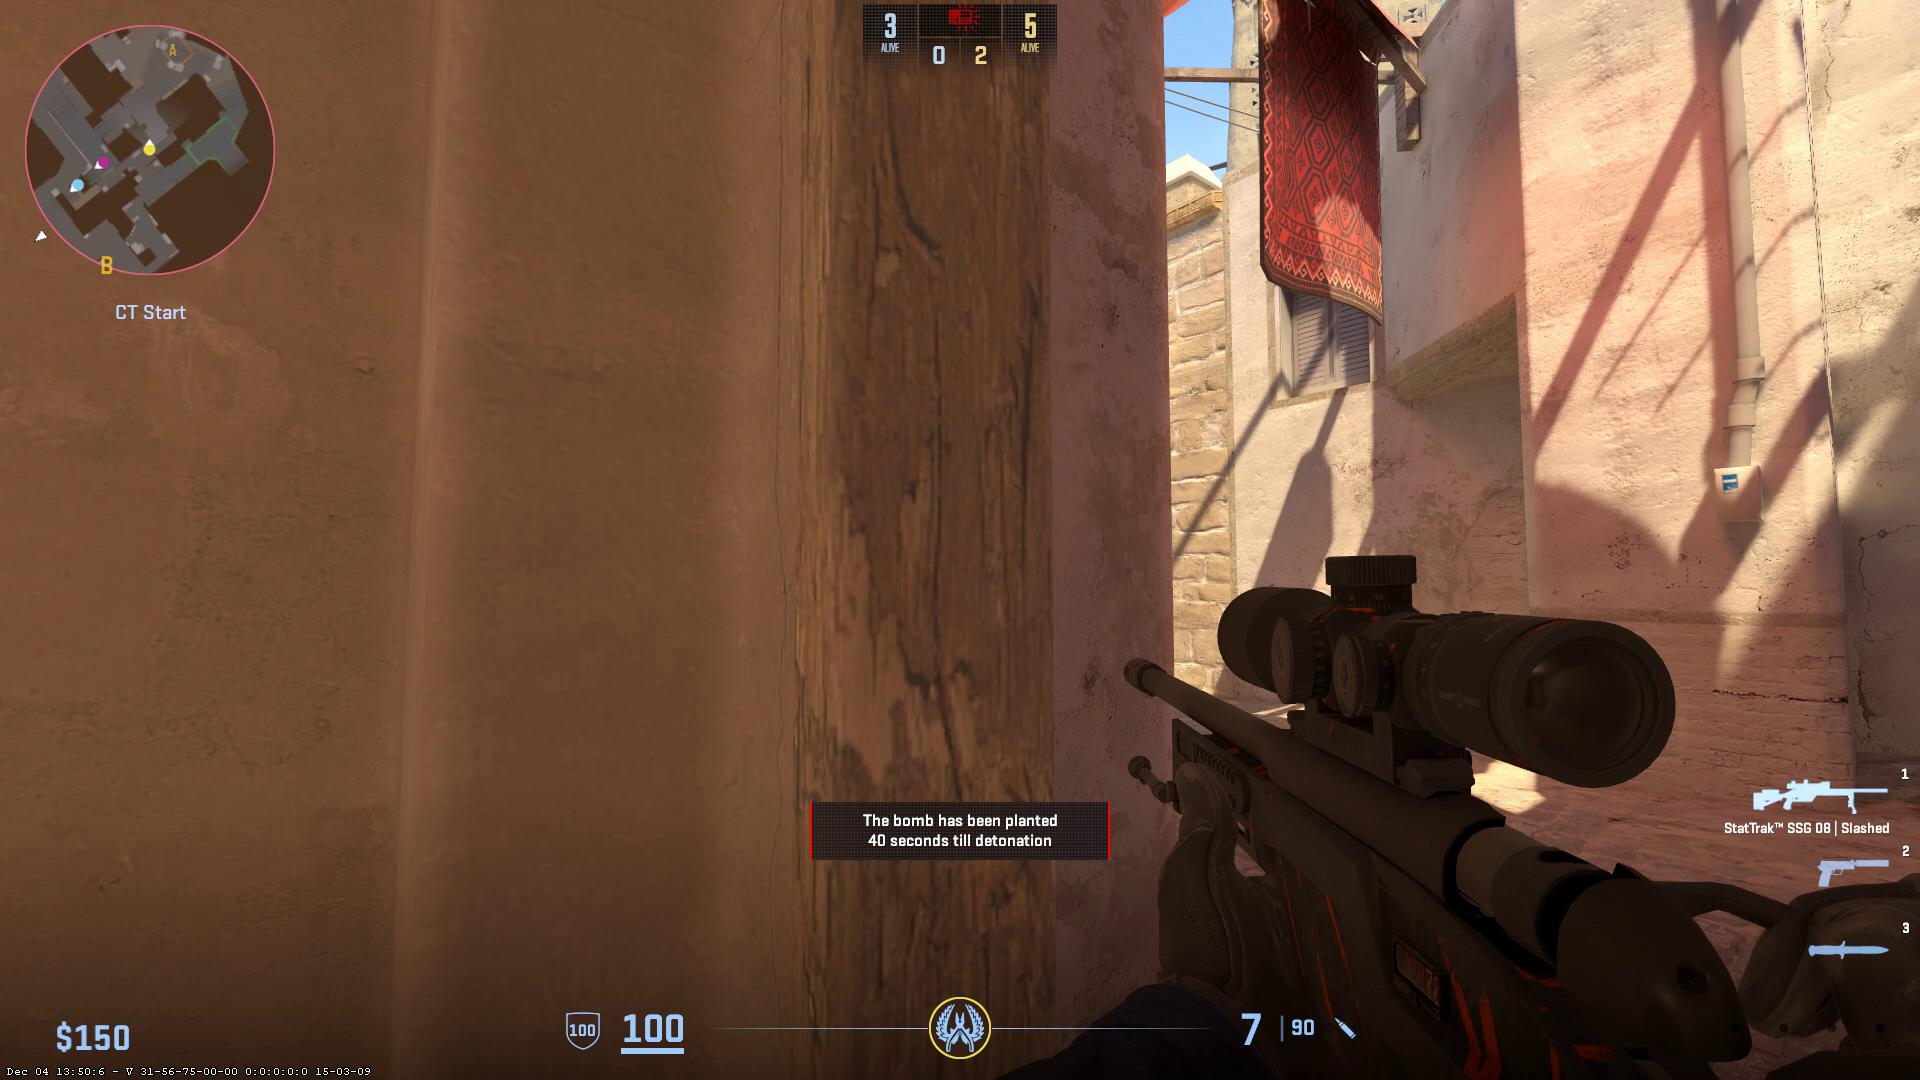 3
ALIVE
5
ALIVE
0
2
A
B
CT Start
1
StatTrak™ SSG 08 | Slashed
2
3
The bomb has been planted
40 seconds till detonation
$150
100
100
7
90
Dec 04 13:50:6 - V 31-56-75-00-00 0:0:0:0:0:0 15-03-09